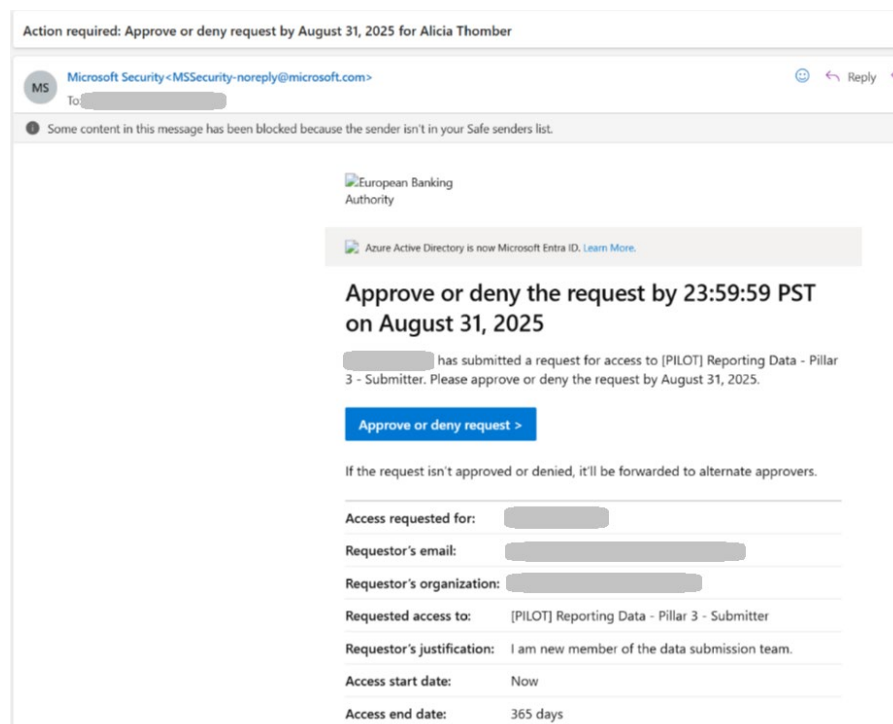 Action required: Approve or deny request by August 31, 2025 for Alicia Thomber
MS
Microsoft Security<MSSecurity-noreply@microsoft.com>
Reply
To:
Some content in this message has been blocked because the sender isn't in your Safe senders list.
European Banking
Authority
Azure Active Directory is now Microsoft Entra ID. Learn More.
Approve or deny the request by 23:59:59 PST
on August 31, 2025
has submitted a request for access to [PILOT] Reporting Data - Pillar
3 - Submitter. Please approve or deny the request by August 31, 2025.
Approve or deny request >
If the request isn't approved or denied, it'll be forwarded to alternate approvers.
Access requested for:
Requestor's email:
Requestor's organization:
Requested access to: [PILOT] Reporting Data - Pillar 3 - Submitter
Requestor's justification: I am new member of the data submission team.
Access start date: Now
Access end date: 365 days